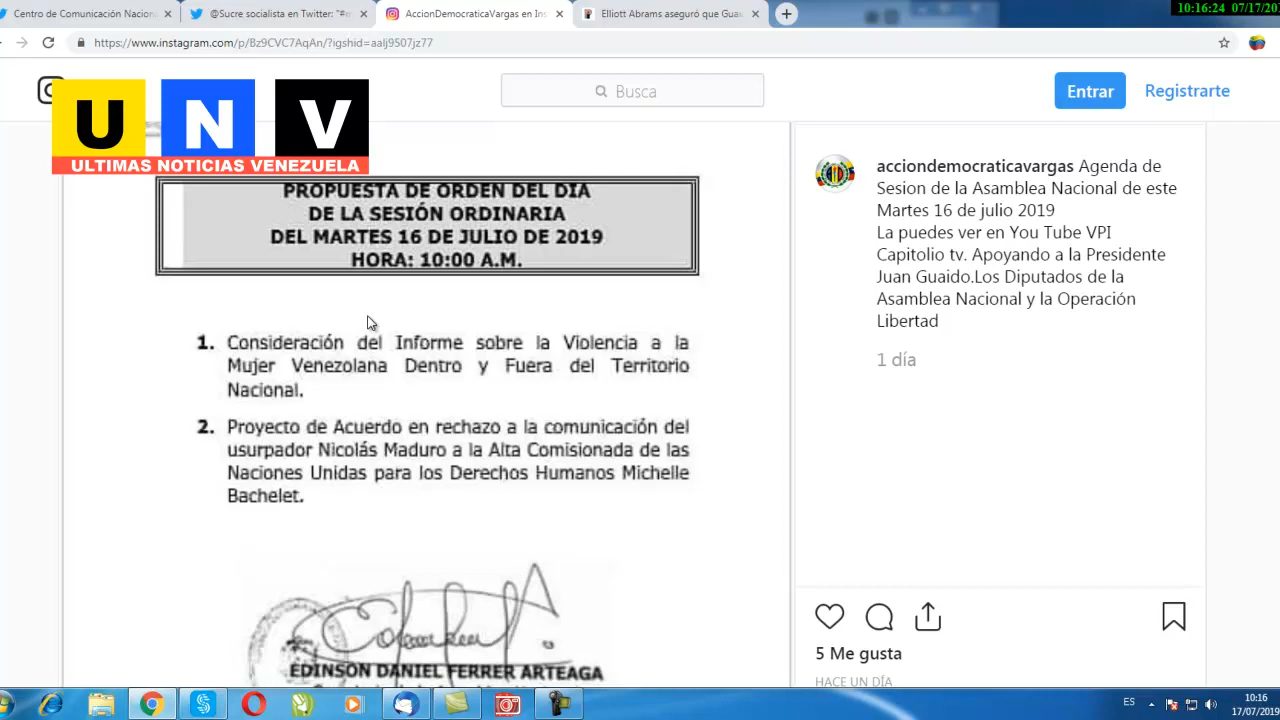 Centro de Comunicación Nacion
@Sucre socialista en Twitter: "#n
AccionDemocraticaVargas en Ins
Elliott Abrams aseguró que Guai
10:16:24 07/17/20
https://www.instagram.com/p/Bz9CVC7AqAn/?igshid=aalj9507jz77
Busca
Entrar
Registrarte
UNV
ULTIMAS NOTICIAS VENEZUELA
PROPUESTA DE ORDEN DEL DÍA
DE LA SESIÓN ORDINARIA
DEL MARTES 16 DE JULIO DE 2019
HORA: 10:00 A.M.
1. Consideración del Informe sobre la Violencia a la
Mujer Venezolana Dentro y Fuera del Territorio
Nacional.
2. Proyecto de Acuerdo en rechazo a la comunicación del
usurpador Nicolás Maduro a la Alta Comisionada de las
Naciones Unidas para los Derechos Humanos Michelle
Bachelet.
EDINSON DANIEL FERRER ARTEAGA
acciondemocraticavargas Agenda de
Sesion de la Asamblea Nacional de este
Martes 16 de julio 2019
La puedes ver en You Tube VPI
Capitolio tv. Apoyando a la Presidente
Juan Guaido.Los Diputados de la
Asamblea Nacional y la Operación
Libertad
1 día
5 Me gusta
HACE UN DÍA
ES
10:16
17/07/2019